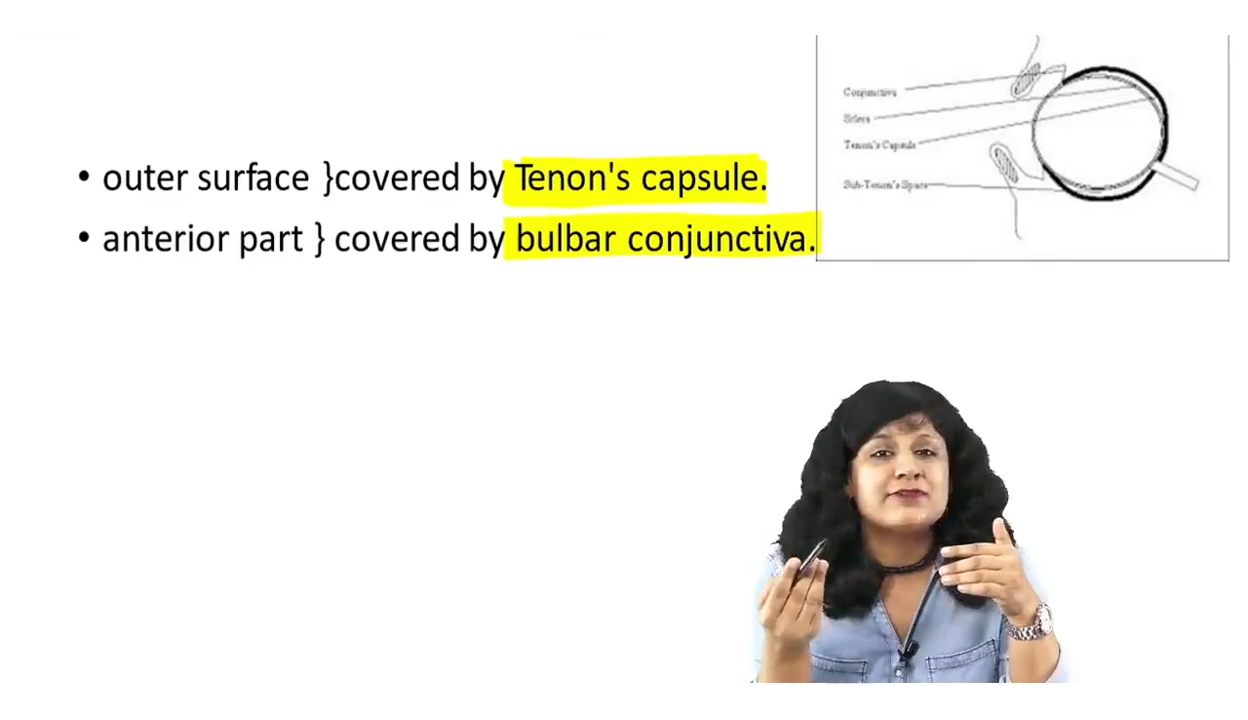 • outer surface }covered by Tenon's capsule.
• anterior part } covered by bulbar conjunctiva.
Conjunctiva
Sclera
Tenon's Capsule
Sub-Tenon's Space